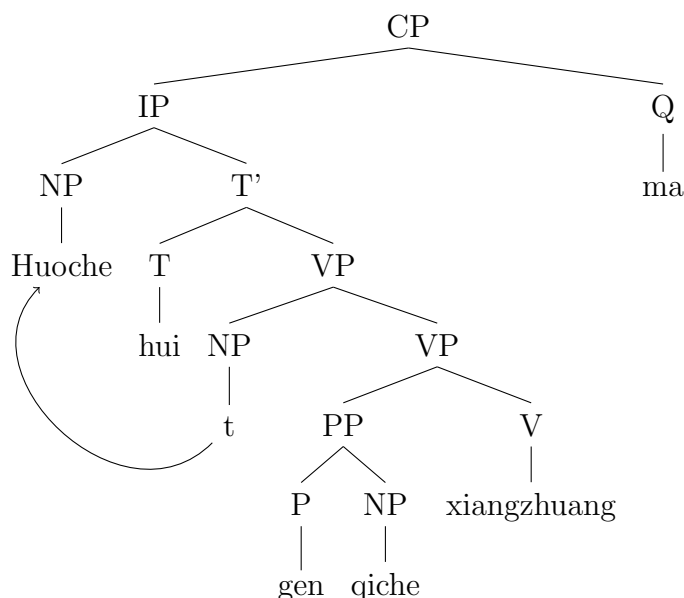 CP
IP Q
NP T' ma
Huoche T VP
hui NP VP
t PP V
P NP xiangzhuang
gen qiche